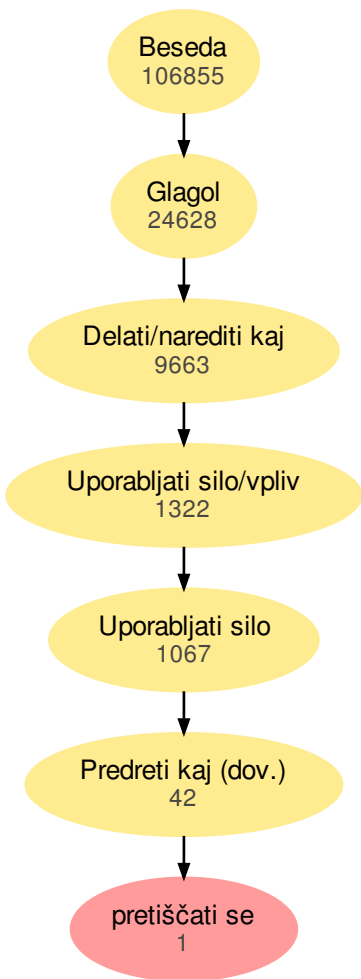 Beseda
106855
Glagol
24628
Delati/narediti kaj
9663
Uporabljati silo/vpliv
1322
Uporabljati silo
1067
Predreti kaj (dov.)
42
pretiščati se
1